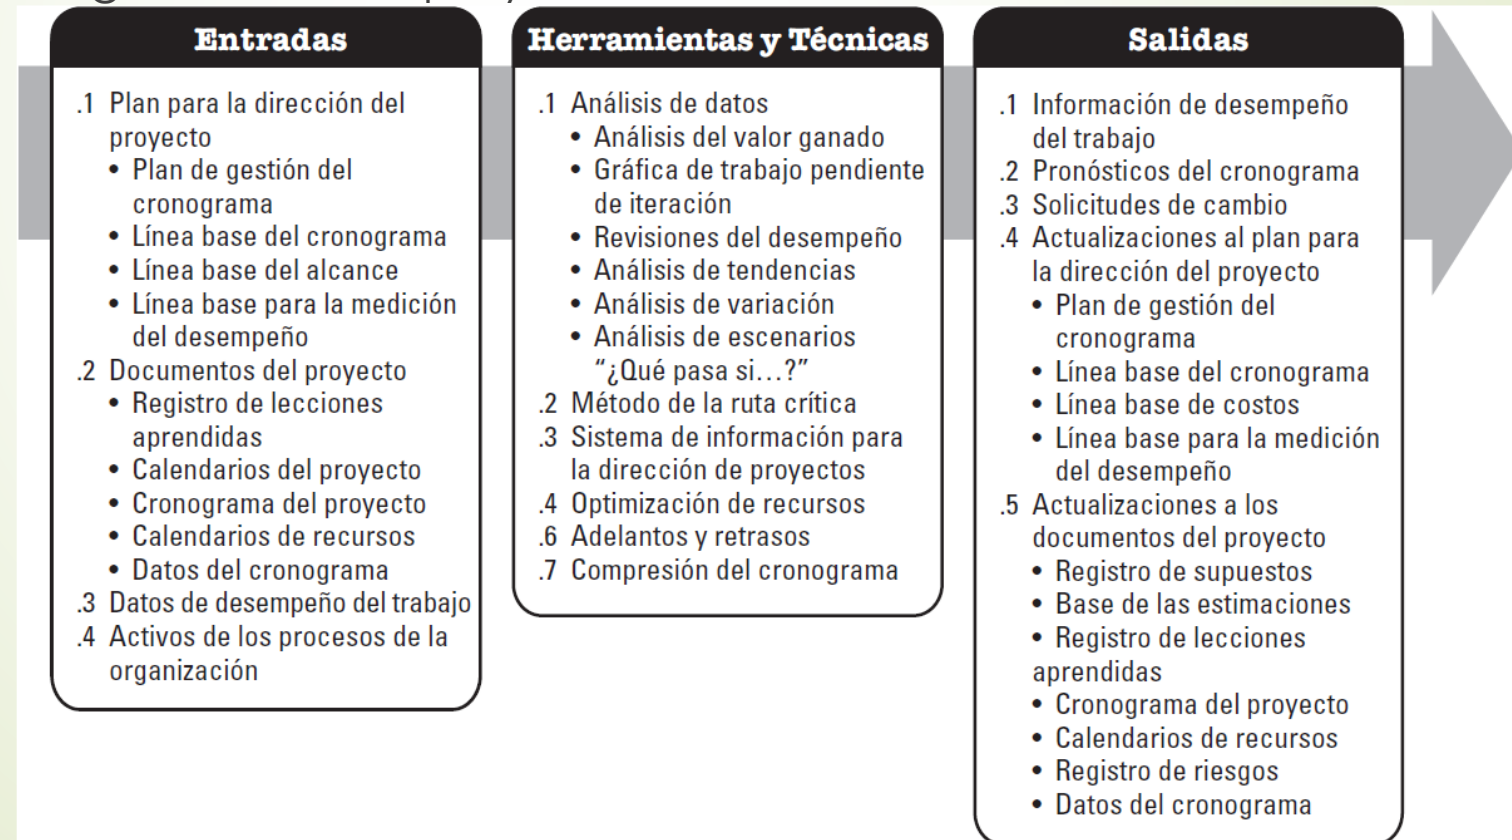 Entradas
.1 Plan para la dirección del
proyecto
• Plan de gestión del
cronograma
• Línea base del cronograma
• Línea base del alcance
• Línea base para la medición
del desempeño
.2 Documentos del proyecto
• Registro de lecciones
aprendidas
• Calendarios del proyecto
• Cronograma del proyecto
• Calendarios de recursos
• Datos del cronograma
.3 Datos de desempeño del trabajo
.4 Activos de los procesos de la
organización
Herramientas y Técnicas
.1 Análisis de datos
• Análisis del valor ganado
• Gráfica de trabajo pendiente
de iteración
• Revisiones del desempeño
• Análisis de tendencias
• Análisis de variación
• Análisis de escenarios
“¿Qué pasa si…?”
.2 Método de la ruta crítica
.3 Sistema de información para
la dirección de proyectos
.4 Optimización de recursos
.6 Adelantos y retrasos
.7 Compresión del cronograma
Salidas
.1 Información de desempeño
del trabajo
.2 Pronósticos del cronograma
.3 Solicitudes de cambio
.4 Actualizaciones al plan para
la dirección del proyecto
• Plan de gestión del
cronograma
• Línea base del cronograma
• Línea base de costos
• Línea base para la medición
del desempeño
.5 Actualizaciones a los
documentos del proyecto
• Registro de supuestos
• Base de las estimaciones
• Registro de lecciones
aprendidas
• Cronograma del proyecto
• Calendarios de recursos
• Registro de riesgos
• Datos del cronograma